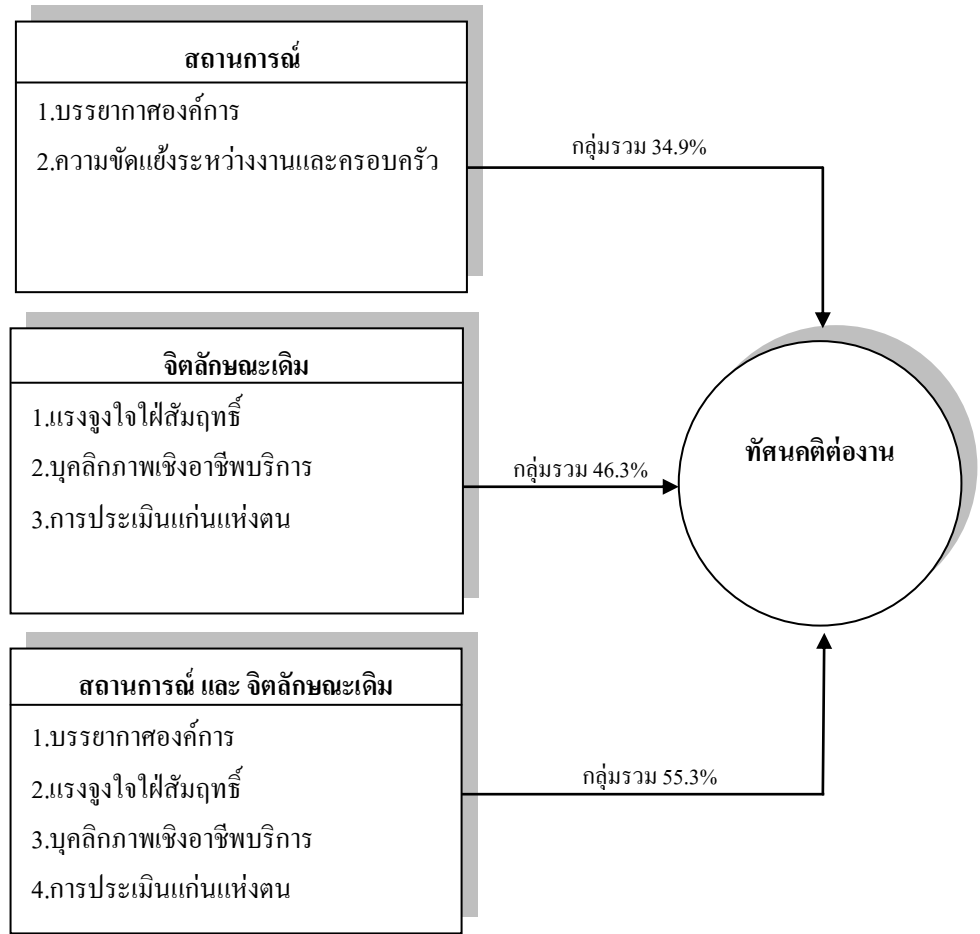 สถานการณ์
1.บรรยากาศองค์การ
2.ความขัดแย้งระหว่างงานและครอบครัว
กลุ่มรวม 34.9%
จิตลักษณะเดิม
1.แรงจูงใจใฝ่สัมฤทธิ์
2.บุคลิกภาพเชิงอาชีพบริการ
3.การประเมินแก่นแห่งตน
กลุ่มรวม 46.3%
ทัศนคติต่องาน
สถานการณ์ และ จิตลักษณะเดิม
1.บรรยากาศองค์การ
2.แรงจูงใจใฝ่สัมฤทธิ์
3.บุคลิกภาพเชิงอาชีพบริการ
4.การประเมินแก่นแห่งตน
กลุ่มรวม 55.3%